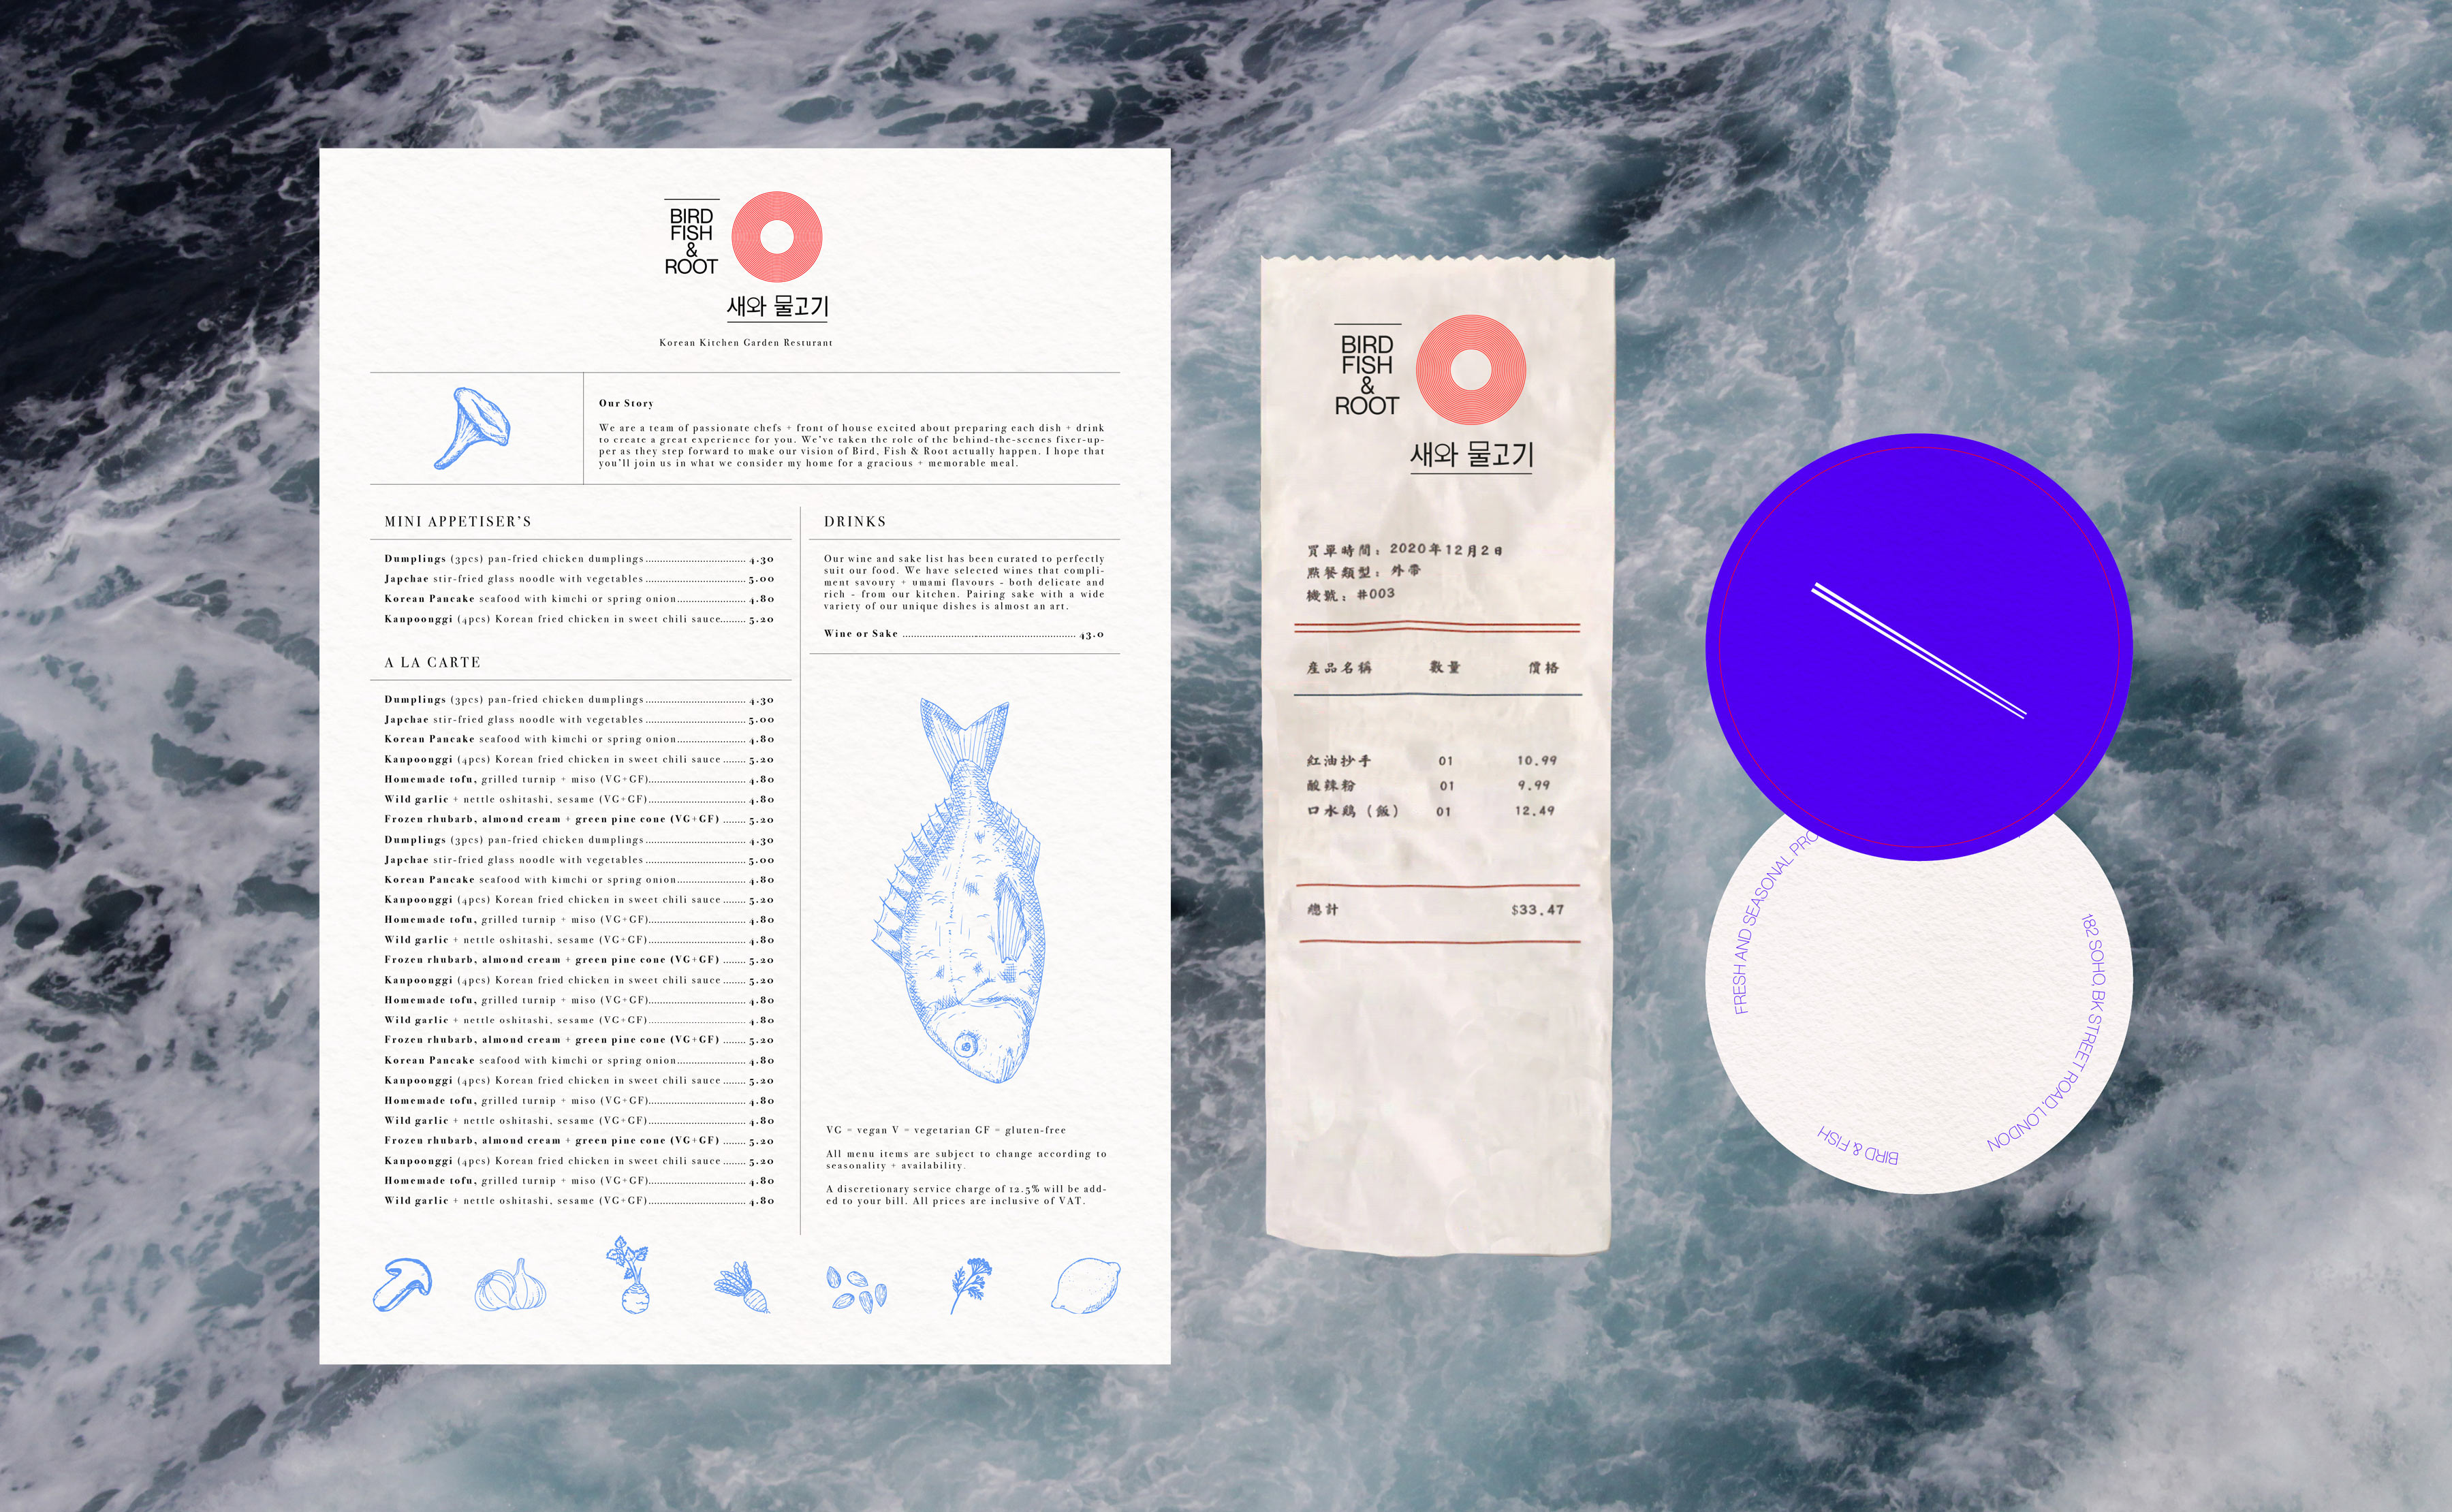 BIRD
FISH
&
ROOT
새와 물고기
Korean Kitchen Garden Resturant
Our Story
We are a team of passionate chefs + front of house excited about preparing each dish + drink
to create a great experience for you. We've taken the role of the behind-the-scenes fixer-up-
per as they step forward to make our vision of Bird, Fish & Root actually happen. I hope that
you'll join us in what we consider my home for a gracious + memorable meal.
MINI APPETISER'S
Dumplings (3pcs) pan-fried chicken dumplings 4.30
Japchae stir-fried glass noodle with vegetables 5.00
Korean Pancake seafood with kimchi or spring onion 4.80
Kanpoonggi (4pcs) Korean fried chicken in sweet chili sauce 5.20
A LA CARTE
Dumplings (3pcs) pan-fried chicken dumplings 4.30
Japchae stir-fried glass noodle with vegetables 5.00
Korean Pancake seafood with kimchi or spring onion 4.80
Kanpoonggi (4pcs) Korean fried chicken in sweet chili sauce 5.20
Homemade tofu, grilled turnip + miso (VG+GF) 4.80
Wild garlic + nettle oshitashi, sesame (VG+GF) 4.80
Frozen rhubarb, almond cream + green pine cone (VG+GF) 5.20
Dumplings (3pcs) pan-fried chicken dumplings 4.30
Japchae stir-fried glass noodle with vegetables 5.00
Korean Pancake seafood with kimchi or spring onion 4.80
Kanpoonggi (4pcs) Korean fried chicken in sweet chili sauce 5.20
Homemade tofu, grilled turnip + miso (VG+GF) 4.80
Wild garlic + nettle oshitashi, sesame (VG+GF) 4.80
Frozen rhubarb, almond cream + green pine cone (VG+GF) 5.20
Kanpoonggi (4pcs) Korean fried chicken in sweet chili sauce 5.20
Homemade tofu, grilled turnip + miso (VG+GF) 4.80
Wild garlic + nettle oshitashi, sesame (VG+GF) 4.80
Frozen rhubarb, almond cream + green pine cone (VG+GF) 5.20
Korean Pancake seafood with kimchi or spring onion 4.80
Kanpoonggi (4pcs) Korean fried chicken in sweet chili sauce 5.20
Homemade tofu, grilled turnip + miso (VG+GF) 4.80
Wild garlic + nettle oshitashi, sesame (VG+GF) 4.80
Frozen rhubarb, almond cream + green pine cone (VG+GF) 5.20
Kanpoonggi (4pcs) Korean fried chicken in sweet chili sauce 5.20
Homemade tofu, grilled turnip + miso (VG+GF) 4.80
Wild garlic + nettle oshitashi, sesame (VG+GF) 4.80
DRINKS
Our wine and sake list has been curated to perfectly
suit our food. We have selected wines that compli-
ment savoury + umami flavours - both delicate and
rich - from our kitchen. Pairing sake with a wide
variety of our unique dishes is almost an art.
Wine or Sake 43.0
VG = vegan V = vegetarian GF = gluten-free
All menu items are subject to change according to
seasonality + availability.
A discretionary service charge of 12.5% will be add-
ed to your bill. All prices are inclusive of VAT.
BIRD
FISH
&
ROOT
새와 물고기
買單時間：2020年12月2日
點餐類型：外帶
機號：#003
產品名稱 數量 價格
紅油抄手 01 10.99
酸辣粉 01 9.99
口水鷄（飯） 01 12.49
總計 $33.47
FRESH AND SEASONAL PRO
182 SOHO, BK STREET ROAD, LONDON
BIRD & FISH